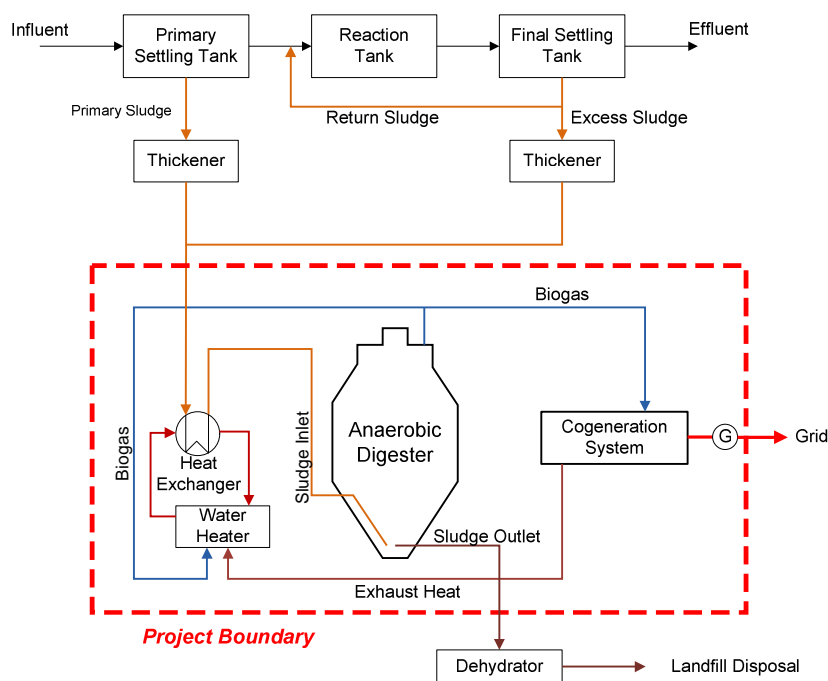 Influent
Primary
Settling Tank
Reaction
Tank
Final Settling
Tank
Effluent
Primary Sludge
Return Sludge
Excess Sludge
Thickener
Thickener
Biogas
Biogas
Sludge Inlet
Anaerobic
Digester
Cogeneration
System
G
Grid
Heat
Exchanger
Water
Heater
Sludge Outlet
Exhaust Heat
Project Boundary
Dehydrator
Landfill Disposal